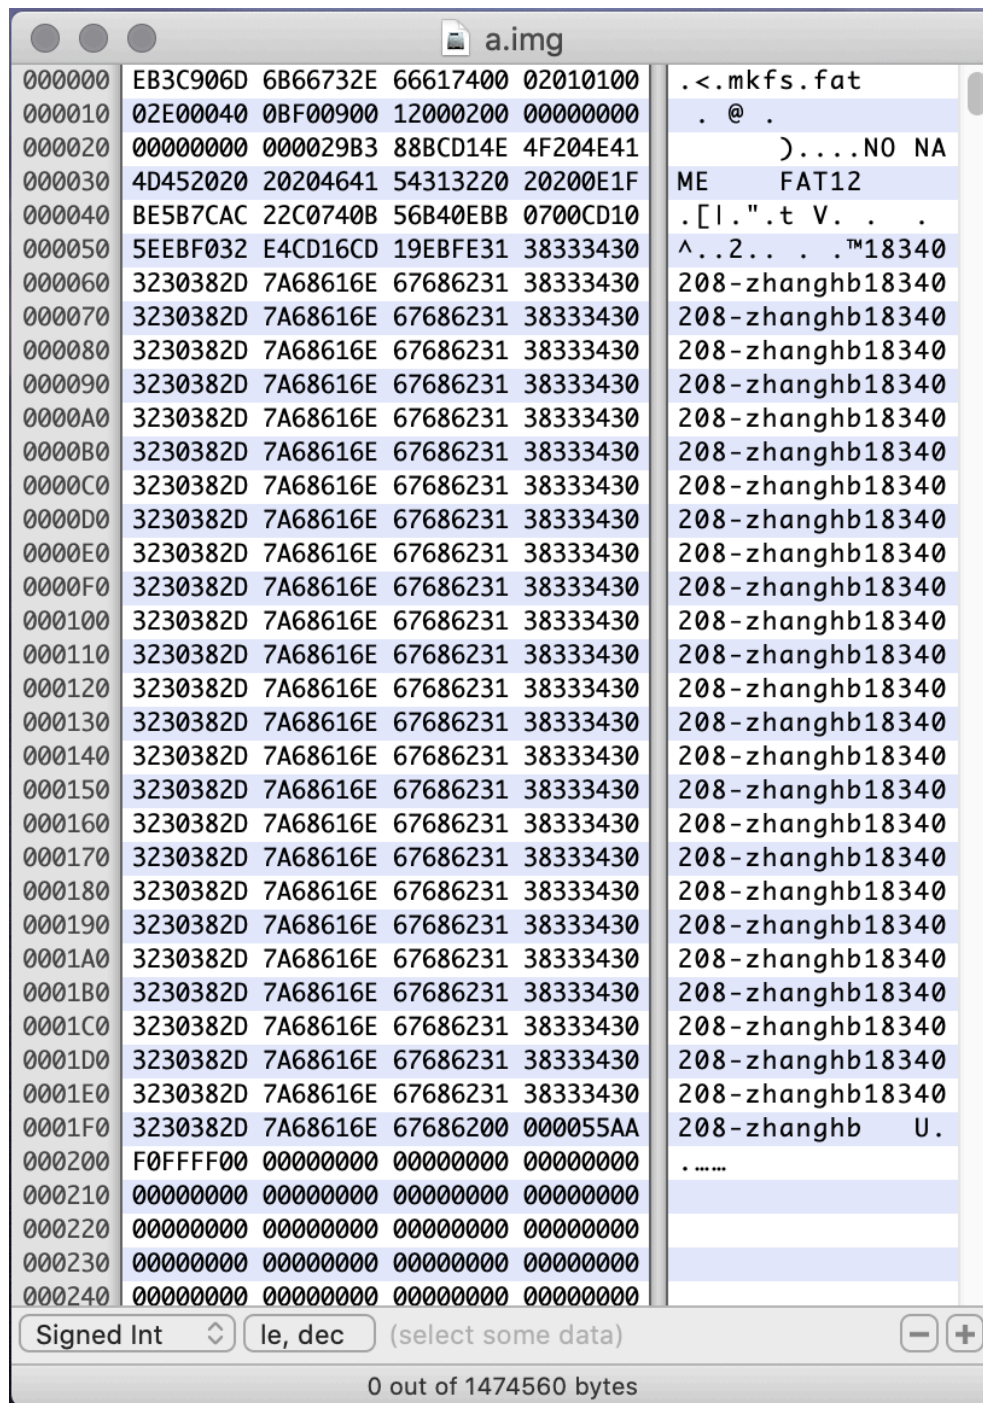 a.img
000000 EB3C906D 6B66732E 66617400 02010100 .<.mkfs.fat
000010 02E00040 0BF00900 12000200 00000000 . @ .
000020 00000000 000029B3 88BCD14E 4F204E41 )....NO NA
000030 4D452020 20204641 54313220 20200E1F ME FAT12
000040 BE5B7CAC 22C0740B 56B40EBB 0700CD10 .[|.".t V. . .
000050 5EEBF032 E4CD16CD 19EBFE31 38333430 ^..2.. . .™18340
000060 3230382D 7A68616E 67686231 38333430 208-zhanghb18340
000070 3230382D 7A68616E 67686231 38333430 208-zhanghb18340
000080 3230382D 7A68616E 67686231 38333430 208-zhanghb18340
000090 3230382D 7A68616E 67686231 38333430 208-zhanghb18340
0000A0 3230382D 7A68616E 67686231 38333430 208-zhanghb18340
0000B0 3230382D 7A68616E 67686231 38333430 208-zhanghb18340
0000C0 3230382D 7A68616E 67686231 38333430 208-zhanghb18340
0000D0 3230382D 7A68616E 67686231 38333430 208-zhanghb18340
0000E0 3230382D 7A68616E 67686231 38333430 208-zhanghb18340
0000F0 3230382D 7A68616E 67686231 38333430 208-zhanghb18340
000100 3230382D 7A68616E 67686231 38333430 208-zhanghb18340
000110 3230382D 7A68616E 67686231 38333430 208-zhanghb18340
000120 3230382D 7A68616E 67686231 38333430 208-zhanghb18340
000130 3230382D 7A68616E 67686231 38333430 208-zhanghb18340
000140 3230382D 7A68616E 67686231 38333430 208-zhanghb18340
000150 3230382D 7A68616E 67686231 38333430 208-zhanghb18340
000160 3230382D 7A68616E 67686231 38333430 208-zhanghb18340
000170 3230382D 7A68616E 67686231 38333430 208-zhanghb18340
000180 3230382D 7A68616E 67686231 38333430 208-zhanghb18340
000190 3230382D 7A68616E 67686231 38333430 208-zhanghb18340
0001A0 3230382D 7A68616E 67686231 38333430 208-zhanghb18340
0001B0 3230382D 7A68616E 67686231 38333430 208-zhanghb18340
0001C0 3230382D 7A68616E 67686231 38333430 208-zhanghb18340
0001D0 3230382D 7A68616E 67686231 38333430 208-zhanghb18340
0001E0 3230382D 7A68616E 67686231 38333430 208-zhanghb18340
0001F0 3230382D 7A68616E 67686200 000055AA 208-zhanghb U.
000200 F0FFFF00 00000000 00000000 00000000 .……
000210 00000000 00000000 00000000 00000000
000220 00000000 00000000 00000000 00000000
000230 00000000 00000000 00000000 00000000
000240 00000000 00000000 00000000 00000000
Signed Int le, dec (select some data)
0 out of 1474560 bytes